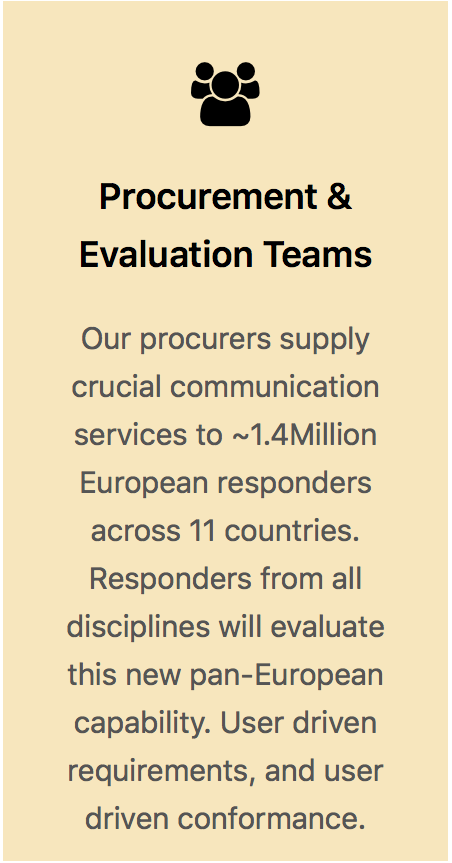 Procurement &
Evaluation Teams
Our procurers supply
crucial communication
services to ~1.4Million
European responders
across 11 countries.
Responders from all
disciplines will evaluate
this new pan-European
capability. User driven
requirements, and user
driven conformance.